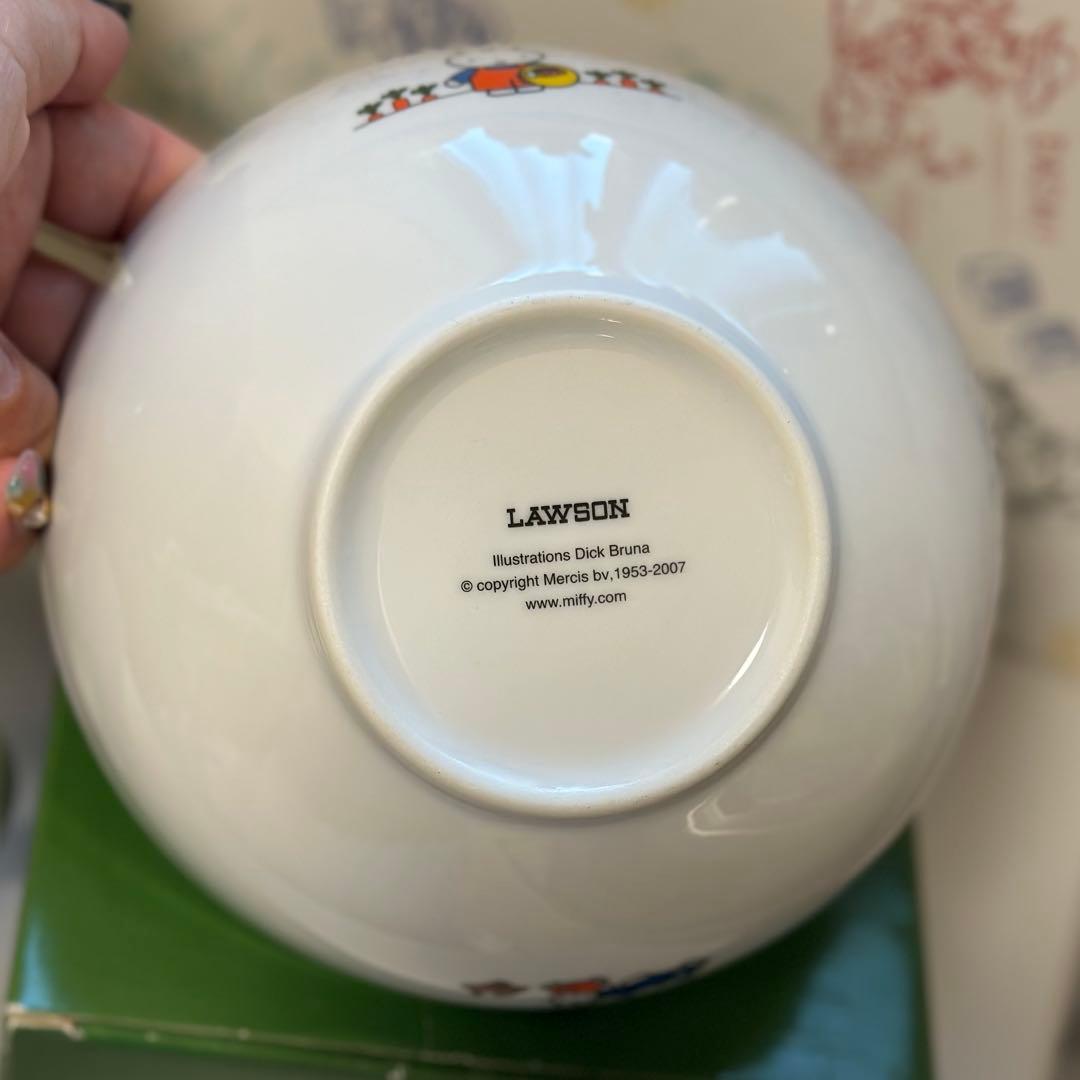 LAWSON
Illustrations Dick Bruna
© copyright Mercis bv,1953-2007
www.miffy.com